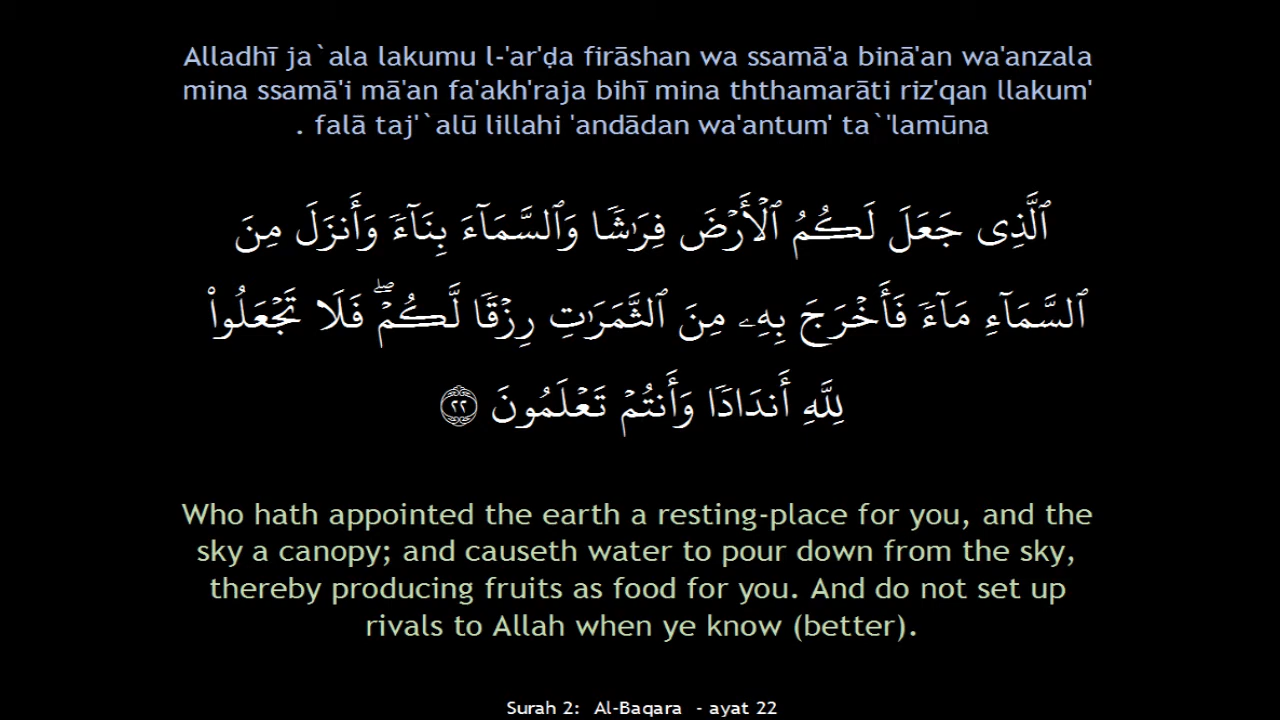 Alladhī ja`ala lakumu l-'ar'ḍa firāshan wa ssamā'a binā'an wa'anzala
mina ssamā'i mā'an fa'akh'raja bihī mina ththamarāti riz'qan llakum'
. falā taj'`alū lillahi 'andādan wa'antum' ta`'lamūna
ٱلَّذِى جَعَلَ لَكُمُ ٱلْأَرْضَ فِرَٰشًا وَٱلسَّمَآءَ بِنَآءً وَأَنزَلَ مِنَ
ٱلسَّمَآءِ مَآءً فَأَخْرَجَ بِهِۦ مِنَ ٱلثَّمَرَٰتِ رِزْقًا لَّكُمْ ۖ فَلَا تَجْعَلُوا۟
لِلَّهِ أَندَادًا وَأَنتُمْ تَعْلَمُونَ ٢٢
Who hath appointed the earth a resting-place for you, and the
sky a canopy; and causeth water to pour down from the sky,
thereby producing fruits as food for you. And do not set up
rivals to Allah when ye know (better).
Surah 2: Al-Baqara - ayat 22